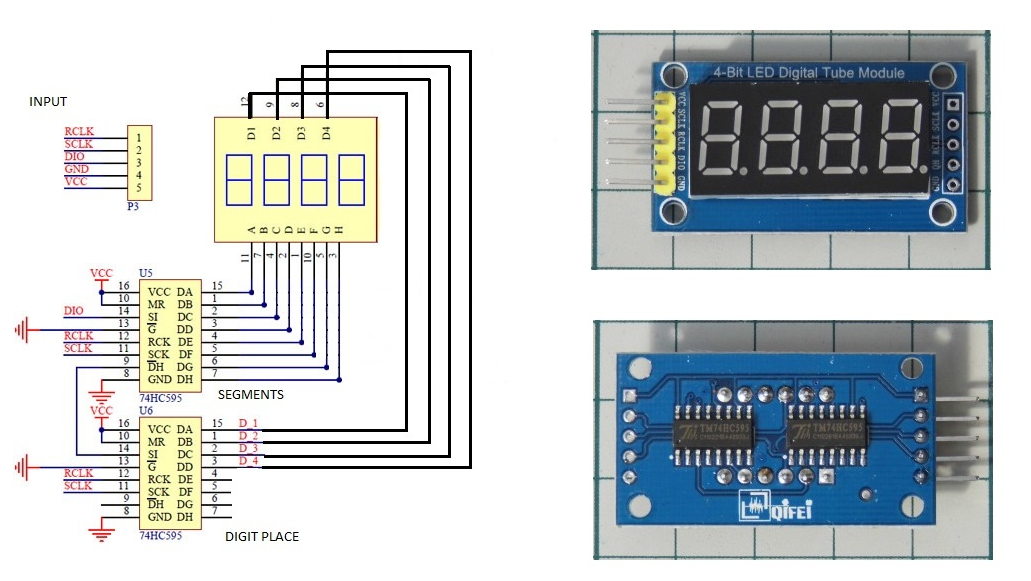 INPUT
RCLK 1
SCLK 2
DIO 3
GND 4
VCC 5
P3
12 9 8 6
D1 D2 D3 D4
A B C D E F G H
11 7 4 2 1 10 5 3
U5
VCC
16 VCC DA 15
10 MR DB 1
DIO 14 SI DC 2
13 G DD 3
RCLK 12 RCK DE 4
SCLK 11 SCK DF 5
9 DH DG 6
8 GND DH 7
74HC595
SEGMENTS
U6
VCC
16 VCC DA 15 D_1
10 MR DB 1 D_2
14 SI DC 2 D_3
13 G DD 3 D_4
RCLK 12 RCK DE 4
SCLK 11 SCK DF 5
9 DH DG 6
8 GND DH 7
74HC595
DIGIT PLACE
4-Bit LED Digital Tube Module
VCC SCLK RCLK DIO GND
GND QH RCLK SCLK VCC
TM74HC595
TM74HC595
QIFEI